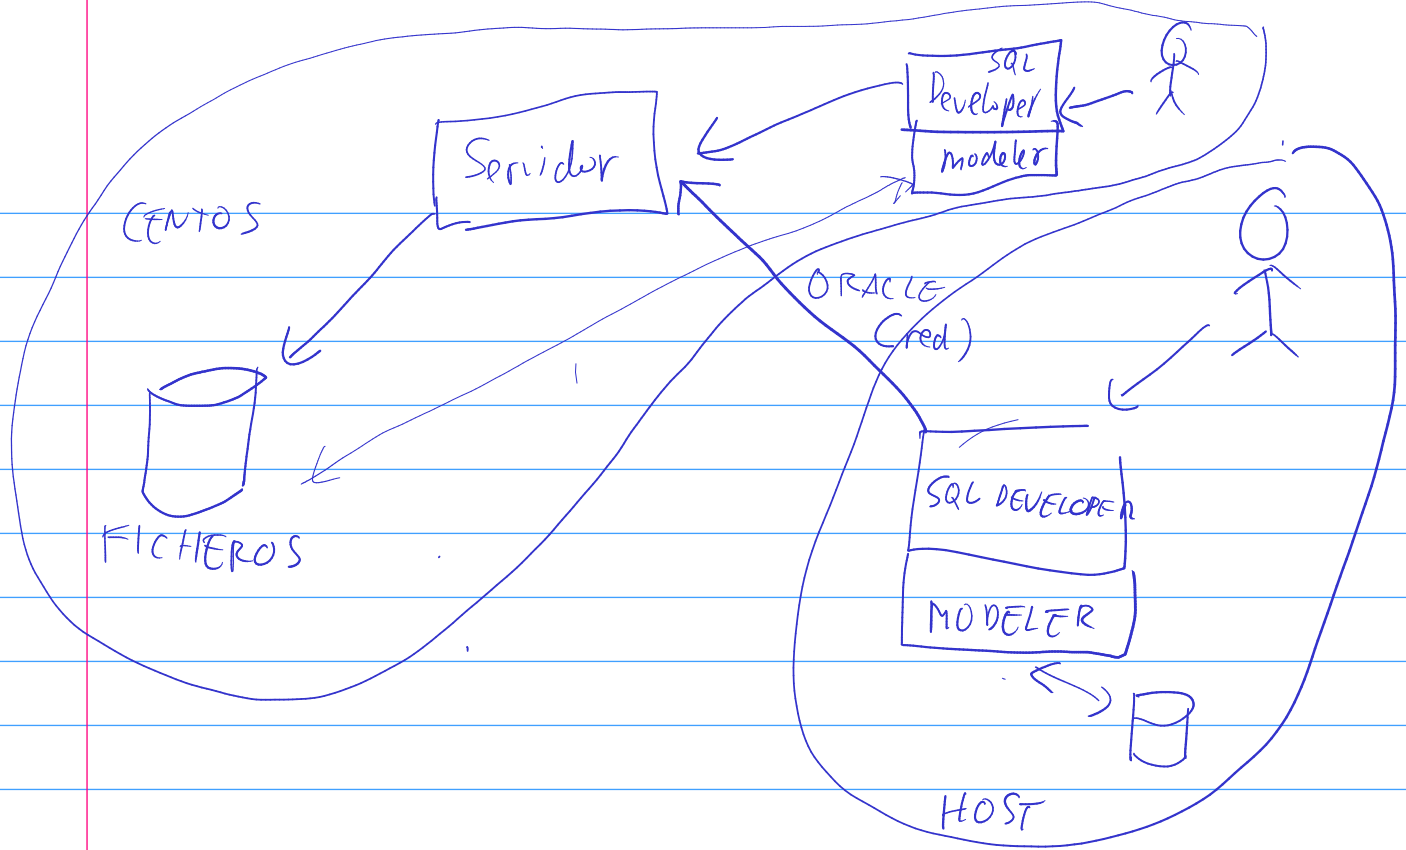 SQL
Developer
modeler
Servidor
CENTOS
ORACLE
(red)
FICHEROS
SQL DEVELOPER
MODELER
HOST